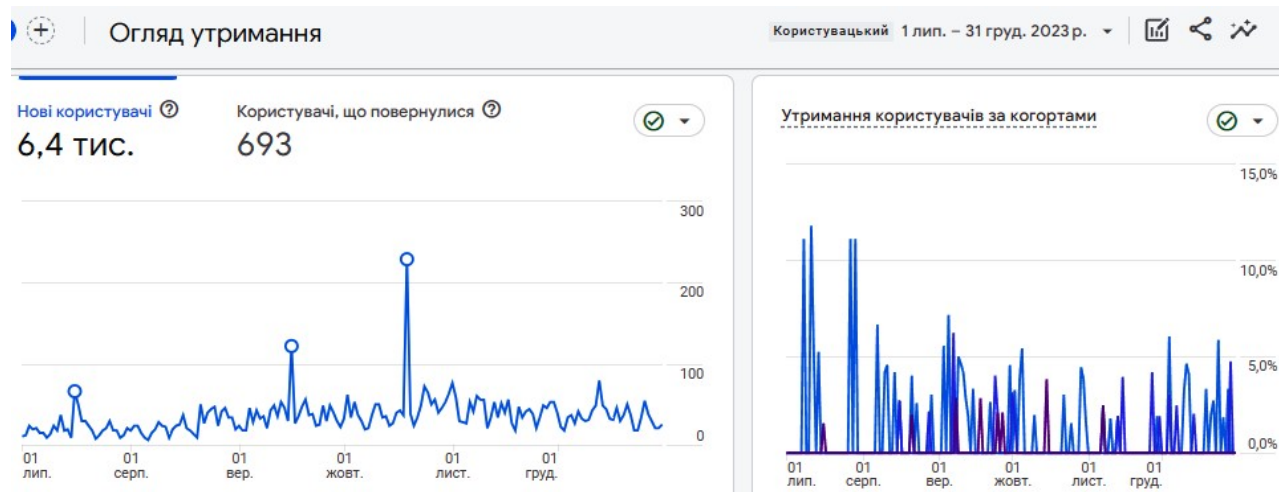 Огляд утримання
Користувацький 1 лип. – 31 груд. 2023 р.
Нові користувачі
6,4 тис.
Користувачі, що повернулися
693
300
200
100
0
01 лип.
01 серп.
01 вер.
01 жовт.
01 лист.
01 груд.
Утримання користувачів за когортами
15,0%
10,0%
5,0%
0,0%
01 лип.
01 серп.
01 вер.
01 жовт.
01 лист.
01 груд.